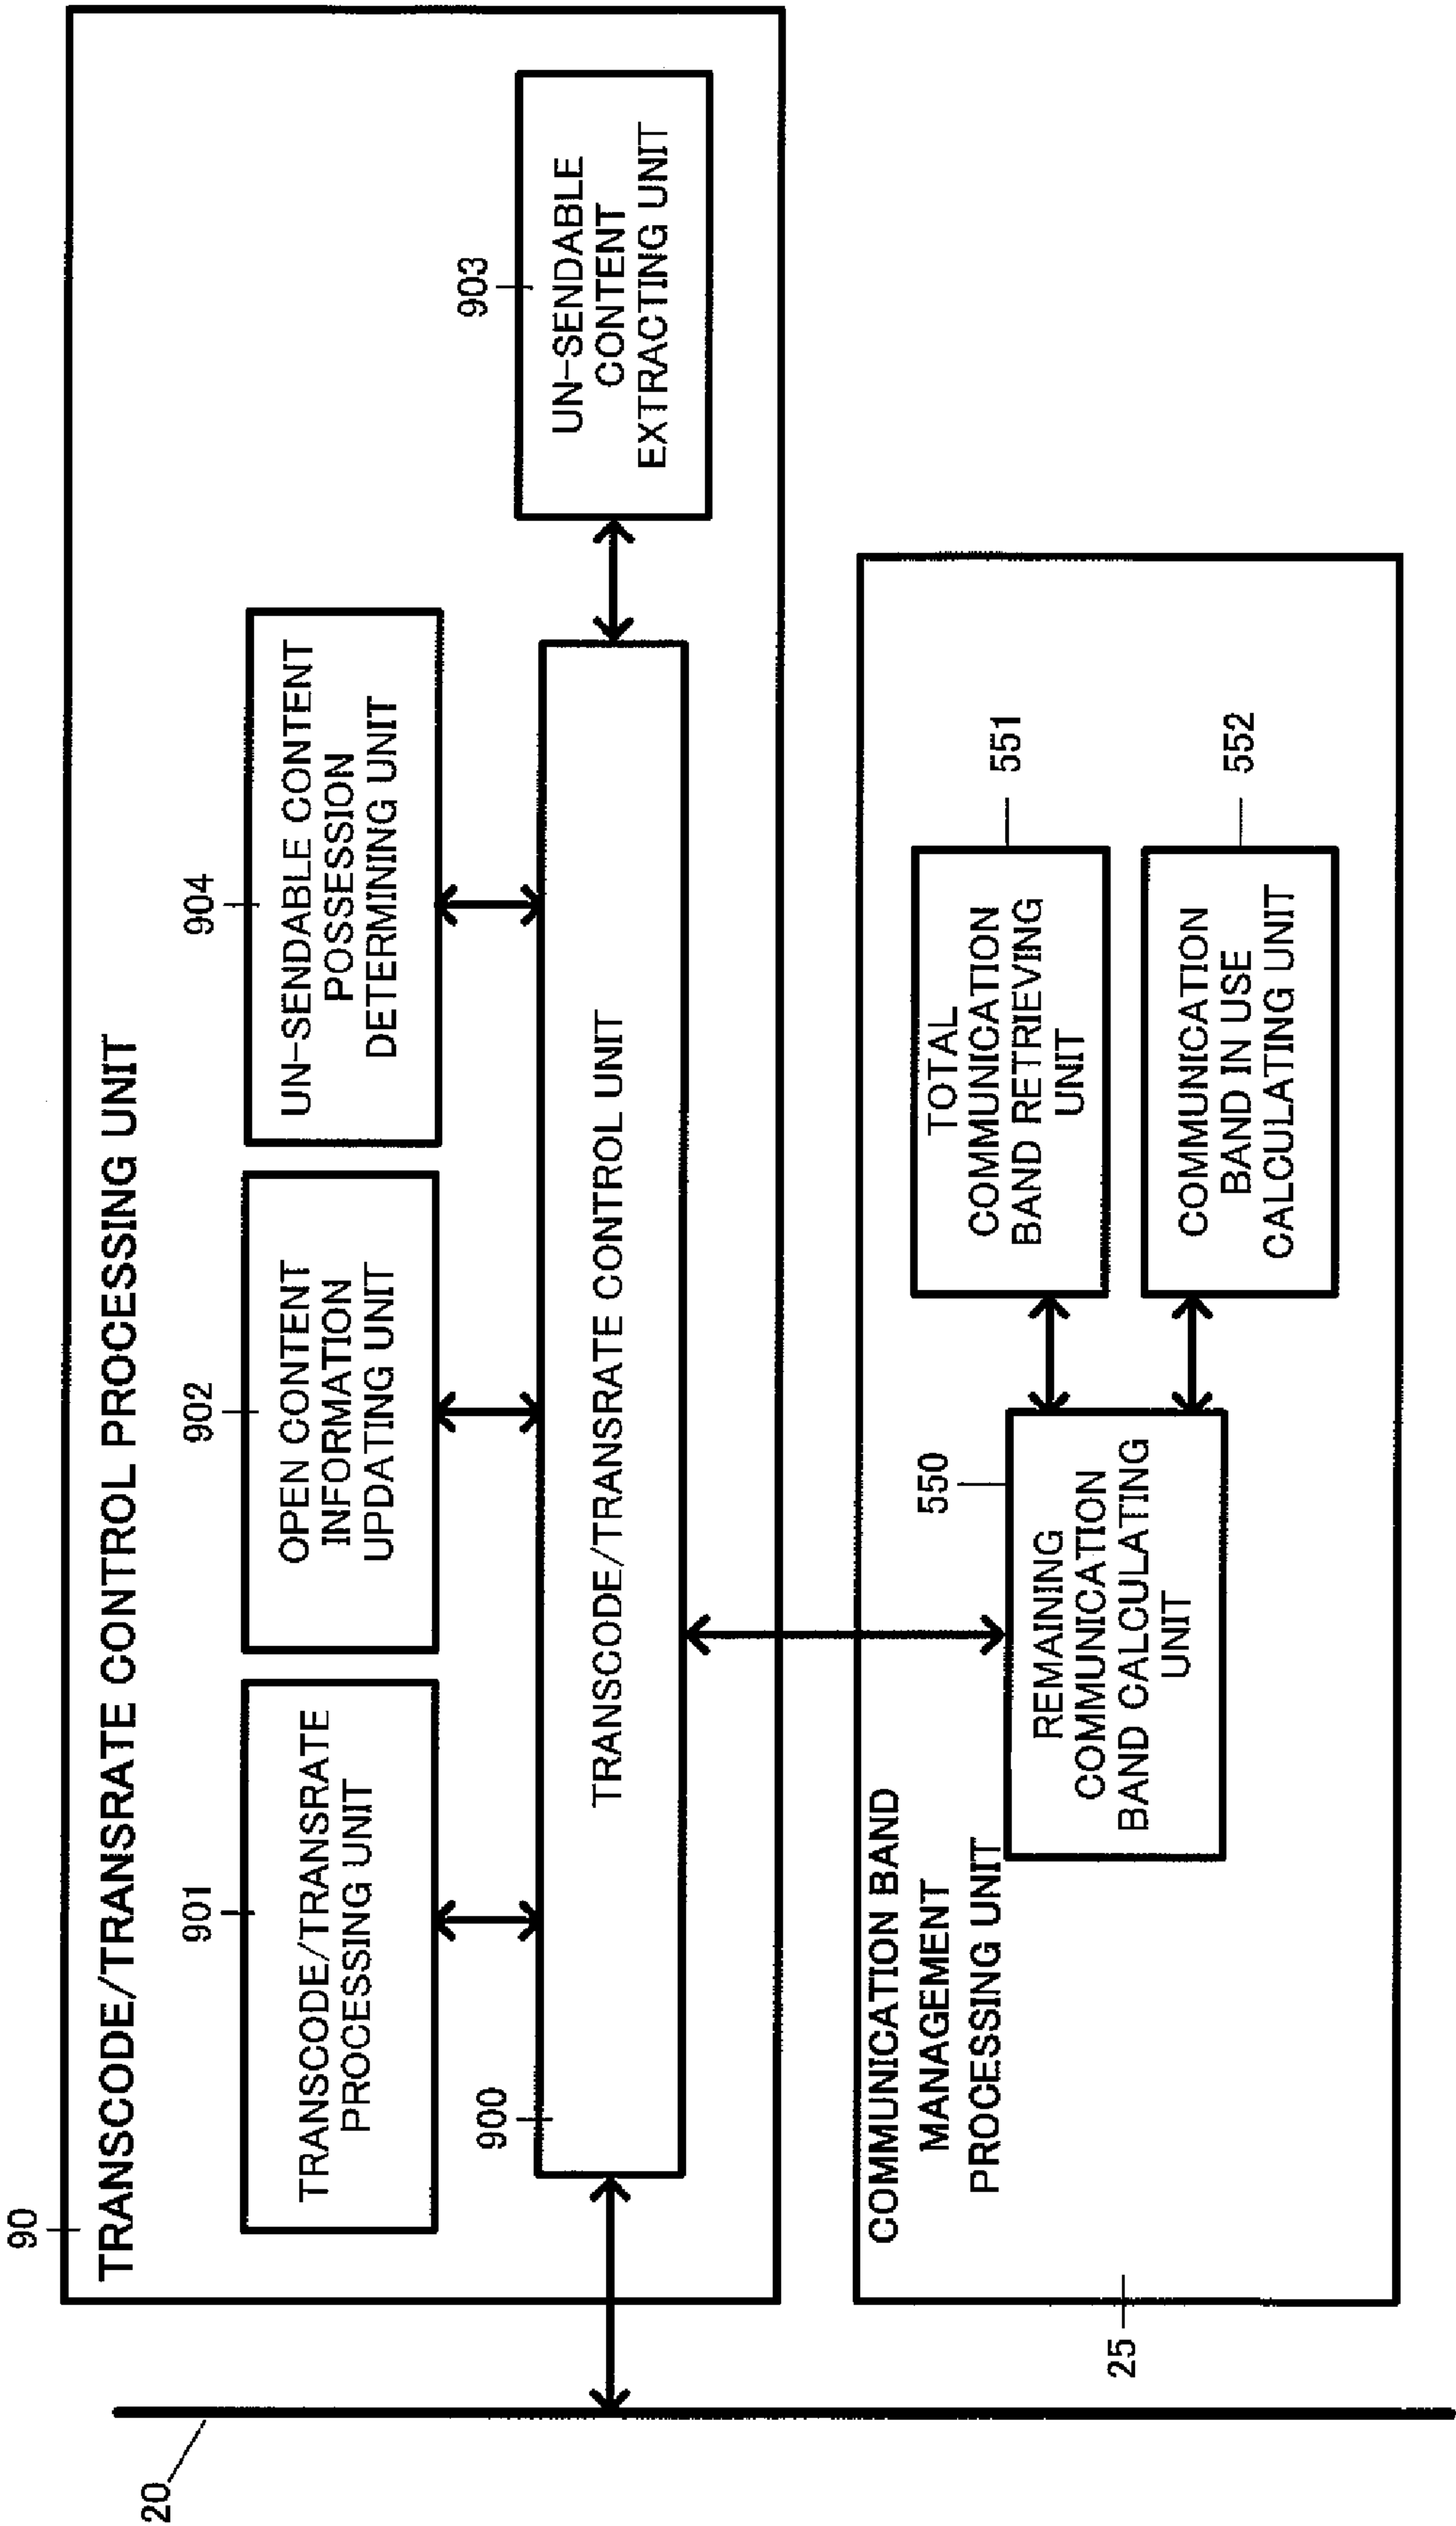 90
TRANSCODE/TRANSRATE CONTROL PROCESSING UNIT
901
TRANSCODE/TRANSRATE
PROCESSING UNIT
902
OPEN CONTENT
INFORMATION
UPDATING UNIT
904
UN-SENDABLE CONTENT
POSSESSION
DETERMINING UNIT
903
UN-SENDABLE
CONTENT
EXTRACTING UNIT
900
TRANSCODE/TRANSRATE CONTROL UNIT
20
25
COMMUNICATION BAND
MANAGEMENT
PROCESSING UNIT
550
REMAINING
COMMUNICATION
BAND CALCULATING
UNIT
551
TOTAL
COMMUNICATION
BAND RETRIEVING
UNIT
552
COMMUNICATION
BAND IN USE
CALCULATING UNIT